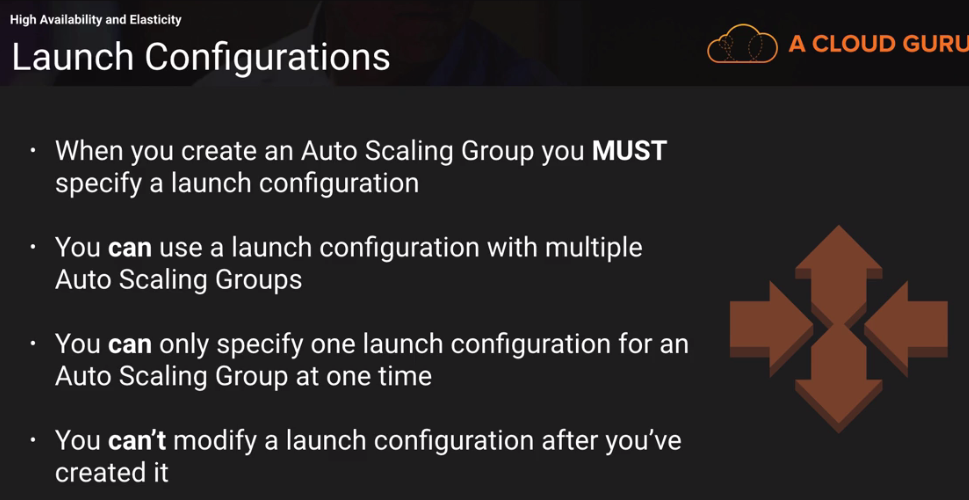 High Availability and Elasticity
Launch Configurations
A CLOUD GURU
• When you create an Auto Scaling Group you MUST
specify a launch configuration
• You can use a launch configuration with multiple
Auto Scaling Groups
• You can only specify one launch configuration for an
Auto Scaling Group at one time
• You can’t modify a launch configuration after you’ve
created it